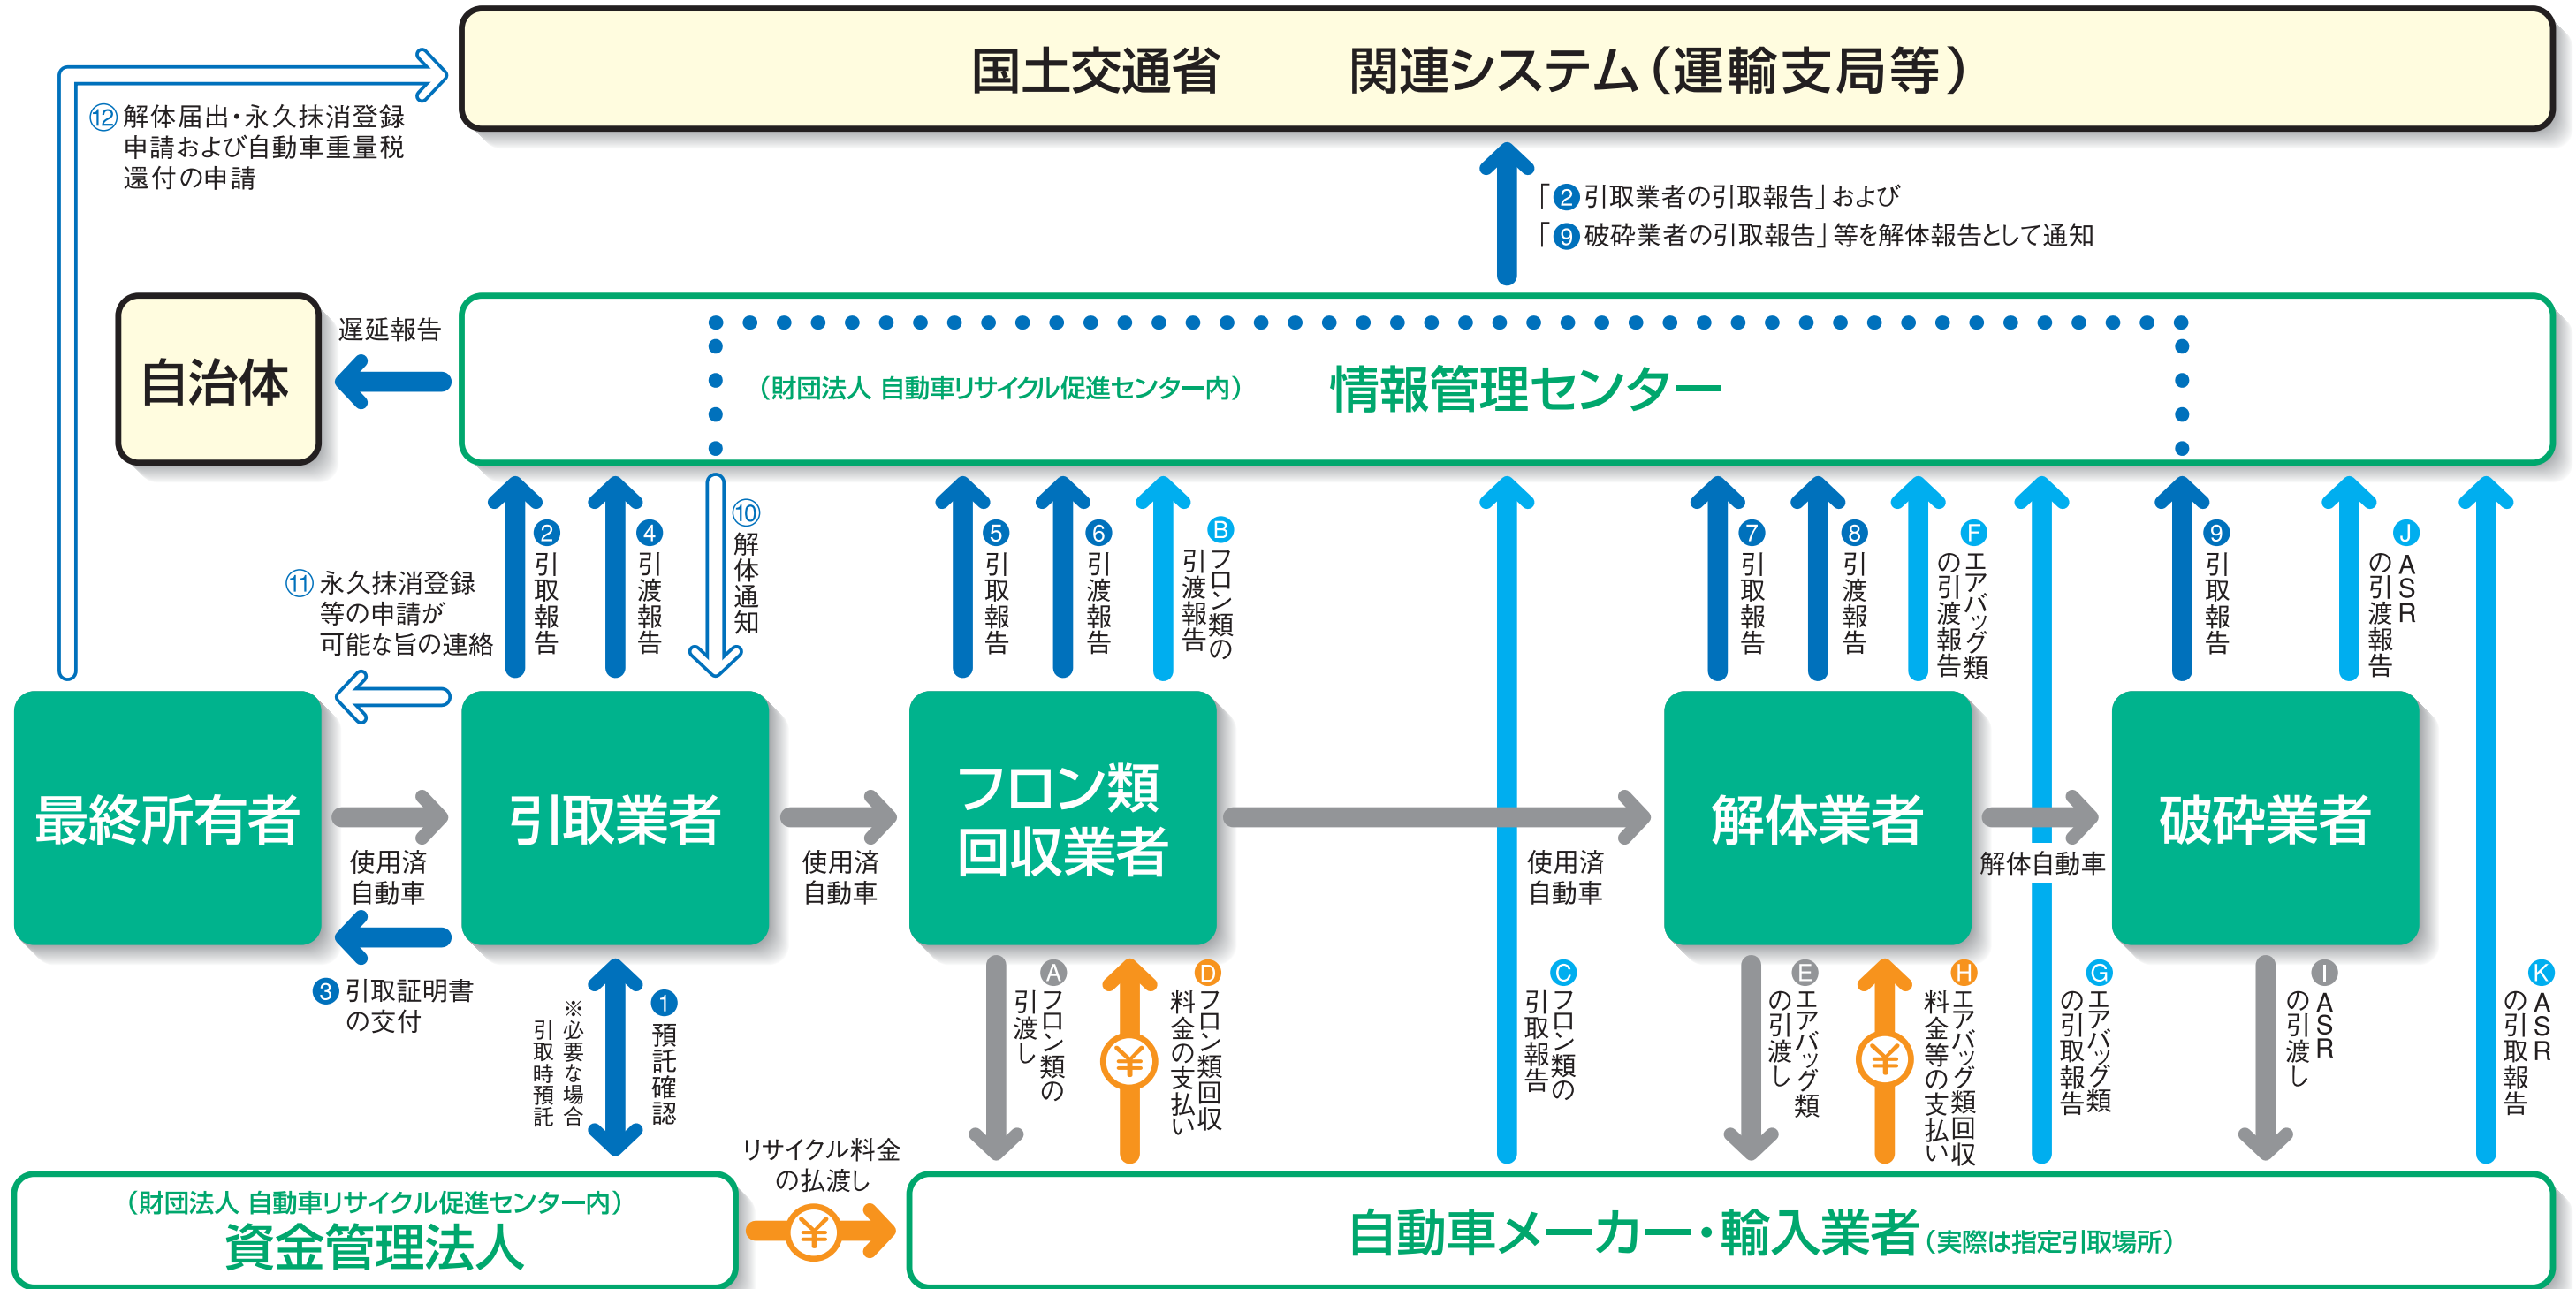 国土交通省 関連システム（運輸支局等）
⑫解体届出・永久抹消登録
申請および自動車重量税
還付の申請
「❷引取業者の引取報告」および
「❾破砕業者の引取報告」等を解体報告として通知
自治体
遅延報告
（財団法人 自動車リサイクル促進センター内） 情報管理センター
⑪永久抹消登録
等の申請が
可能な旨の連絡
❷引取報告
❹引渡報告
⑩解体通知
❺引取報告
❻引渡報告
Bフロン類の
引渡報告
❼引取報告
❽引渡報告
Fエアバッグ類
の引渡報告
❾引取報告
JASR
の引渡報告
最終所有者
使用済
自動車
引取業者
使用済
自動車
フロン類
回収業者
使用済
自動車
解体業者
解体自動車
破砕業者
❸引取証明書
の交付
❶預託確認
※必要な場合
引取時預託
Aフロン類の
引渡し
Dフロン類回収
料金の支払い
¥
Cフロン類の
引取報告
Eエアバッグ類
の引渡し
Hエアバッグ類回収
料金等の支払い
¥
Gエアバッグ類
の引取報告
IASR
の引渡し
KASR
の引取報告
（財団法人 自動車リサイクル促進センター内）
資金管理法人
リサイクル料金
の払渡し
¥
自動車メーカー・輸入業者（実際は指定引取場所）